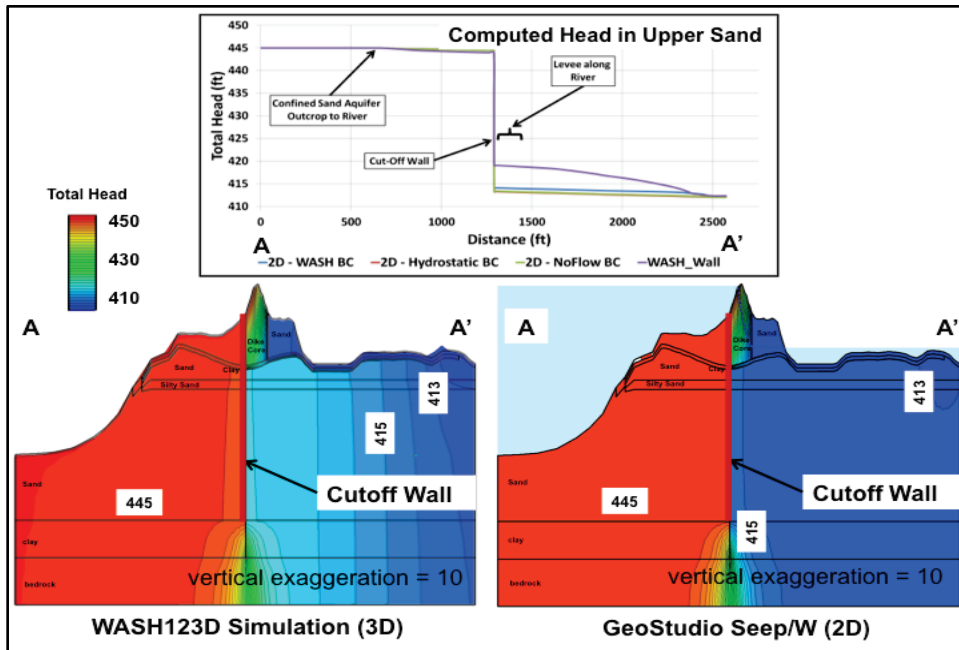 Computed Head in Upper Sand
450
445
440
435
430
425
420
415
410
Total Head (ft)
Confined Sand Aquifer
Outcrop to River
Levee along
River
Cut-Off Wall
0
500
1000
1500
2000
2500
A
Distance (ft)
A’
2D - WASH BC
2D - Hydrostatic BC
2D - NoFlow BC
WASH_Wall
Total Head
450
430
410
A
A’
Sand
Dike
Core
Sand
Clay
Silty Sand
413
415
445
Cutoff Wall
Sand
clay
bedrock
vertical exaggeration = 10
WASH123D Simulation (3D)
A
A’
Sand
Dike
Core
Sand
Clay
Silty Sand
413
445
Cutoff Wall
415
Sand
clay
bedrock
vertical exaggeration = 10
GeoStudio Seep/W (2D)